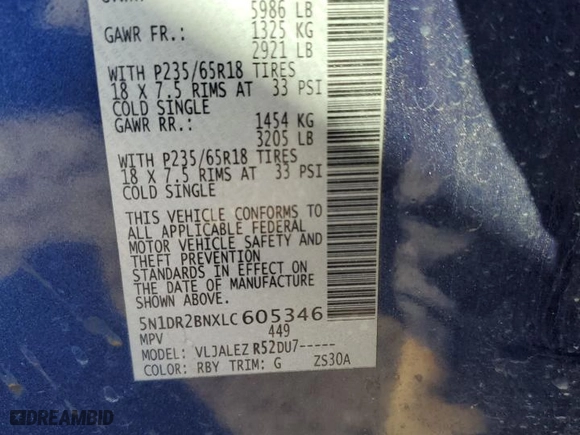 5986 LB
GAWR FR.: 1325 KG
2921 LB
WITH P235/65R18 TIRES
18 X 7.5 RIMS AT 33 PSI
COLD SINGLE
GAWR RR.: 1454 KG
3205 LB
WITH P235/65R18 TIRES
18 X 7.5 RIMS AT 33 PSI
COLD SINGLE
THIS VEHICLE CONFORMS TO
ALL APPLICABLE FEDERAL
MOTOR VEHICLE SAFETY AND
THEFT PREVENTION
STANDARDS IN EFFECT ON
THE DATE OF MANUFACTURE
SHOWN ABOVE.
5N1DR2BNXLC605346
MPV 449
MODEL: VLJALEZ R52DU7-----
COLOR: RBY TRIM: G ZS30A
DREAMBID